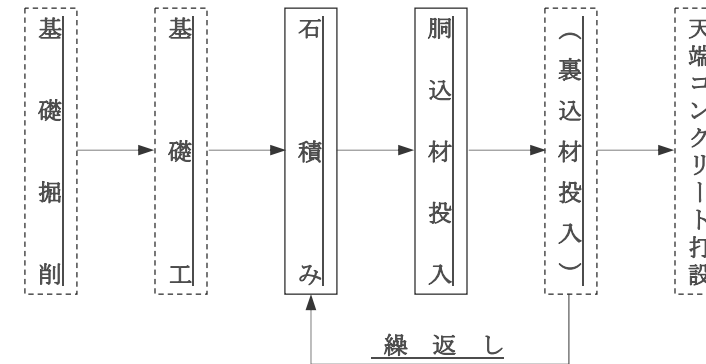 基礎掘削
基礎工
石積み
胴込材投入
（裏込材投入）
天端コンクリート打設
繰返し